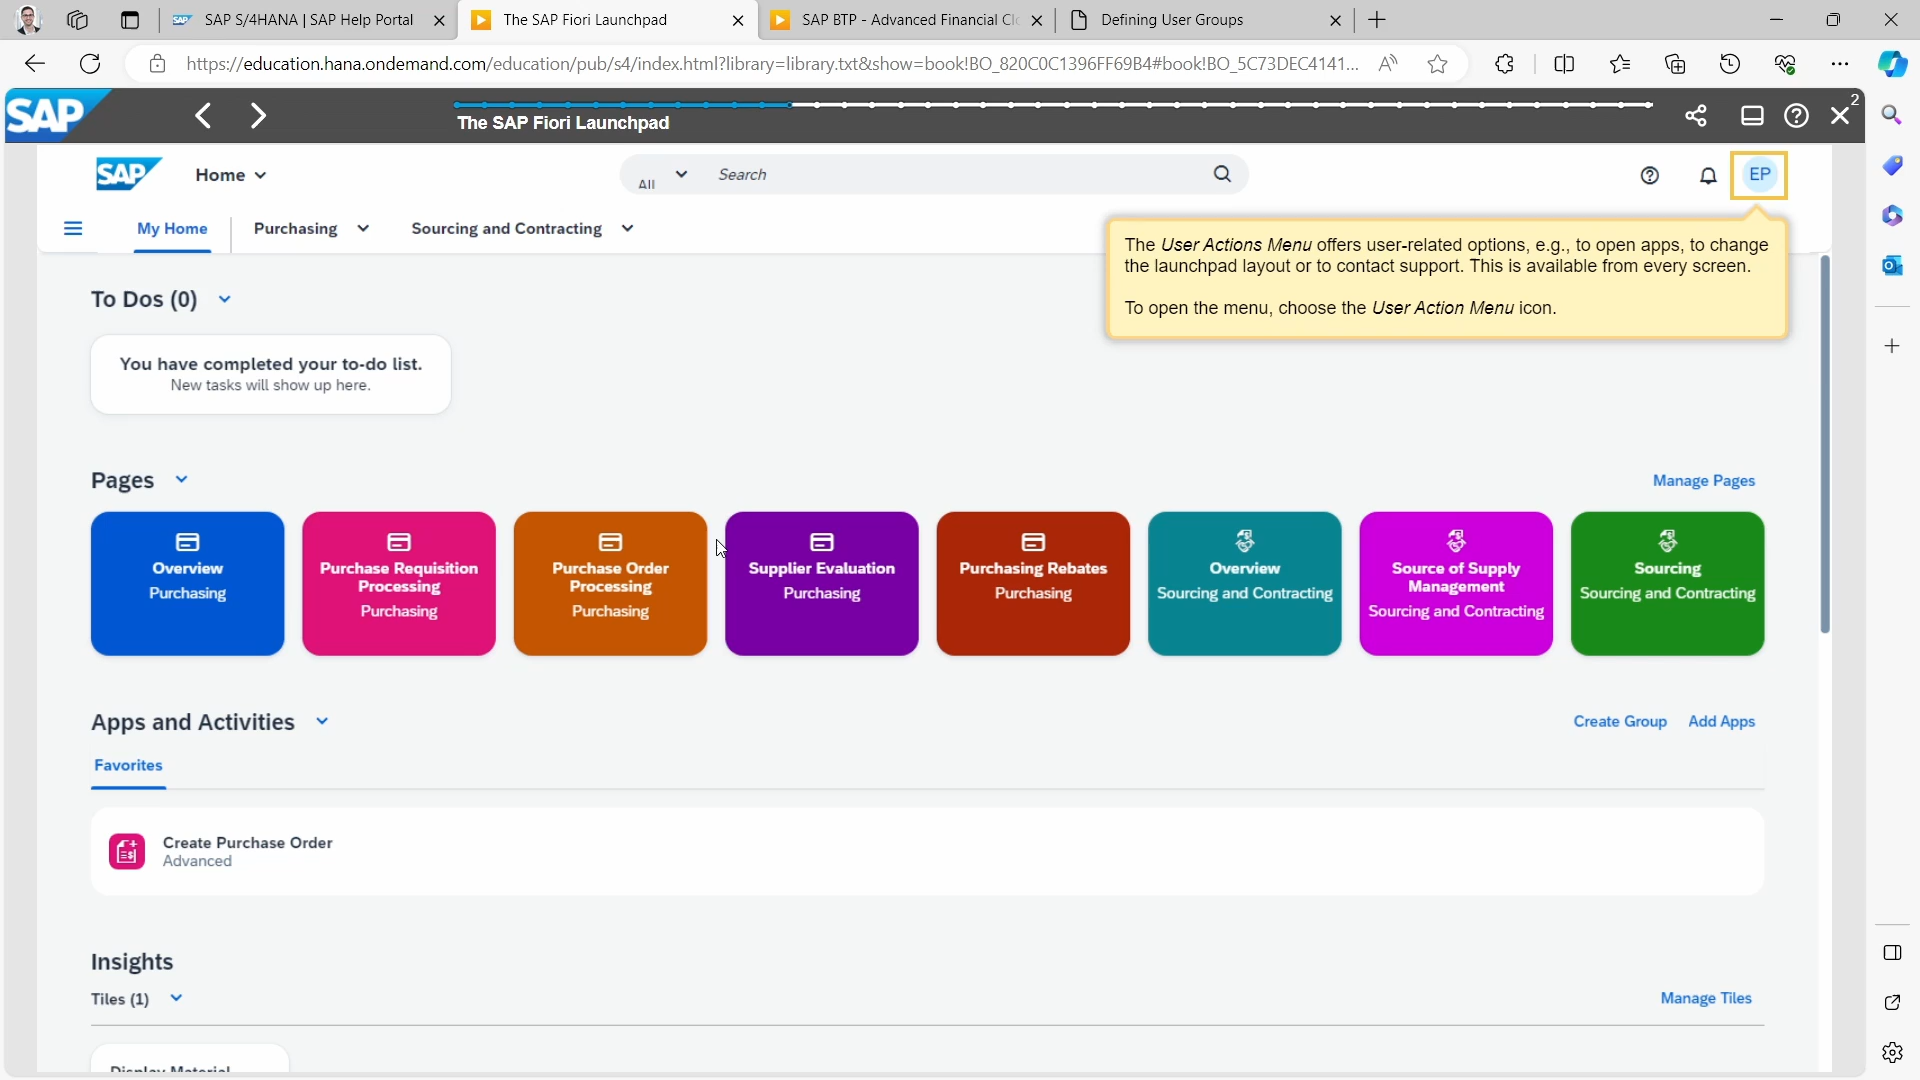 SAP S/4HANA | SAP Help Portal
The SAP Fiori Launchpad
SAP BTP - Advanced Financial Cl
Defining User Groups
https://education.hana.ondemand.com/education/pub/s4/index.html?library=library.txt&show=book!BO_820C0C1396FF69B4#book!BO_5C73DEC4141...
SAP
The SAP Fiori Launchpad
2
SAP
Home
All
Search
EP
My Home
Purchasing
Sourcing and Contracting
The User Actions Menu offers user-related options, e.g., to open apps, to change
the launchpad layout or to contact support. This is available from every screen.
To open the menu, choose the User Action Menu icon.
To Dos (0)
You have completed your to-do list.
New tasks will show up here.
Pages
Manage Pages
Overview
Purchasing
Purchase Requisition
Processing
Purchasing
Purchase Order
Processing
Purchasing
Supplier Evaluation
Purchasing
Purchasing Rebates
Purchasing
Overview
Sourcing and Contracting
Source of Supply
Management
Sourcing and Contracting
Sourcing
Sourcing and Contracting
Apps and Activities
Create Group
Add Apps
Favorites
Create Purchase Order
Advanced
Insights
Tiles (1)
Manage Tiles
Display Material